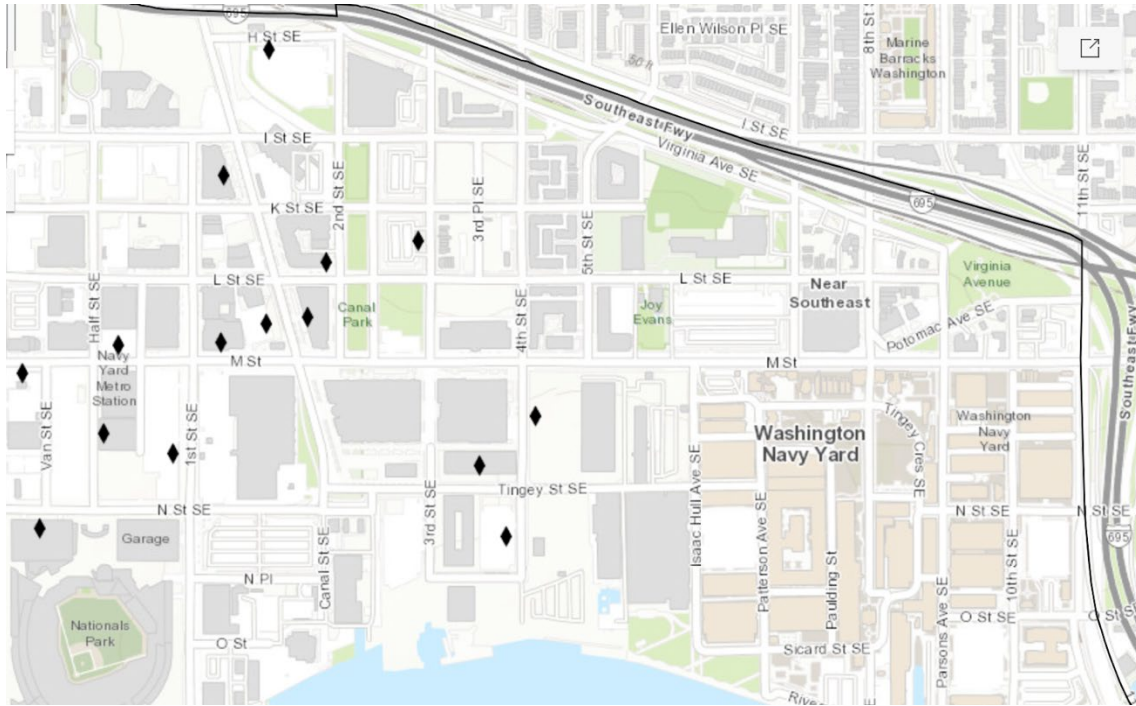 695
H St SE
Ellen Wilson Pl SE
8th St SE
Marine
Barracks
Washington
50 ft
Southeast Fwy
I St SE
I St SE
Virginia Ave SE
2nd St SE
K St SE
3rd Pl SE
5th St SE
695
11th St SE
L St SE
L St SE
Near
Southeast
Virginia
Avenue
Half St SE
Canal
Park
4th St SE
Joy
Evans
Potomac Ave SE
Southeast Fwy
Navy
Yard
Metro
Station
M St
M St
Van St SE
1st St SE
Washington
Navy Yard
Tingey Cres SE
Washington
Navy
Yard
Tingey St SE
N St SE
3rd St SE
Isaac Hull Ave SE
Patterson Ave SE
N St SE
N St SE
695
Garage
N Pl
Canal St SE
Paulding St
10th St SE
Nationals
Park
O St
O St SE
O St S
Sicard St SE
Parsons Ave SE
River
SE
11